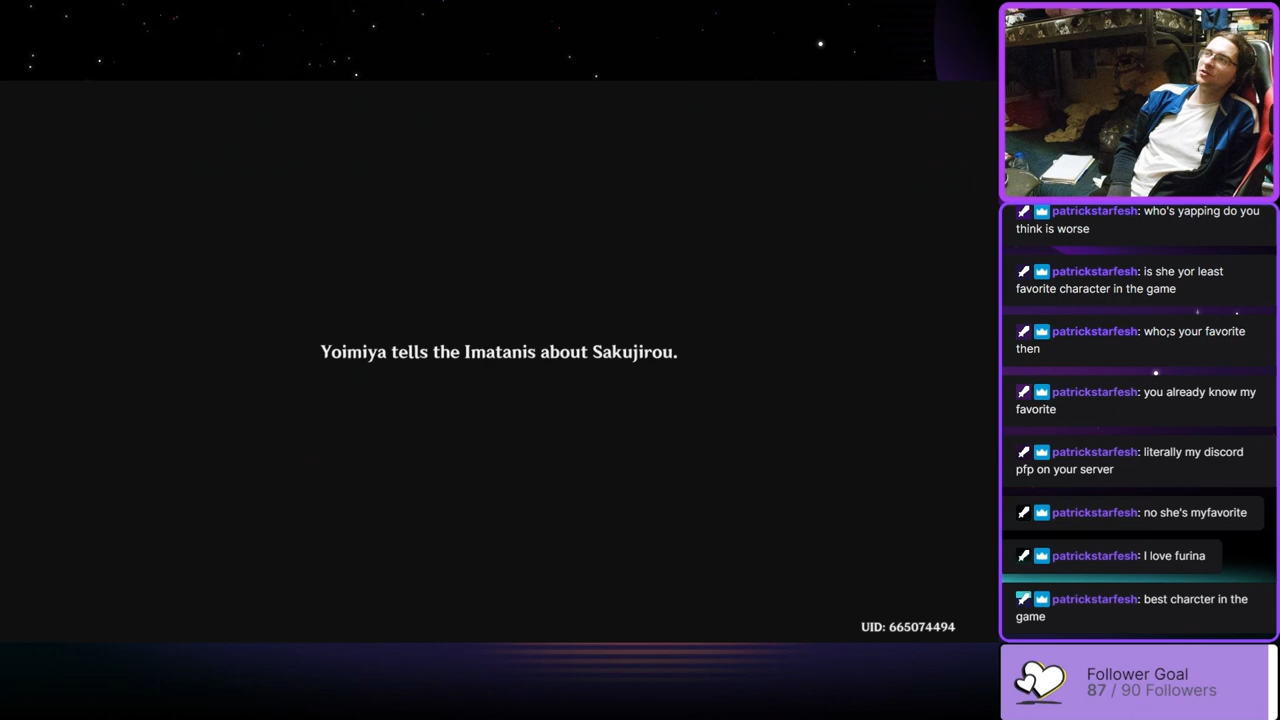 Yoimiya tells the Imatanis about Sakujirou.
UID: 665074494
patrickstarfesh: who's yapping do you
think is worse
patrickstarfesh: is she yor least
favorite character in the game
patrickstarfesh: who;s your favorite
then
patrickstarfesh: you already know my
favorite
patrickstarfesh: literally my discord
pfp on your server
patrickstarfesh: no she's myfavorite
patrickstarfesh: I love furina
patrickstarfesh: best charcter in the
game
Follower Goal
87 / 90 Followers